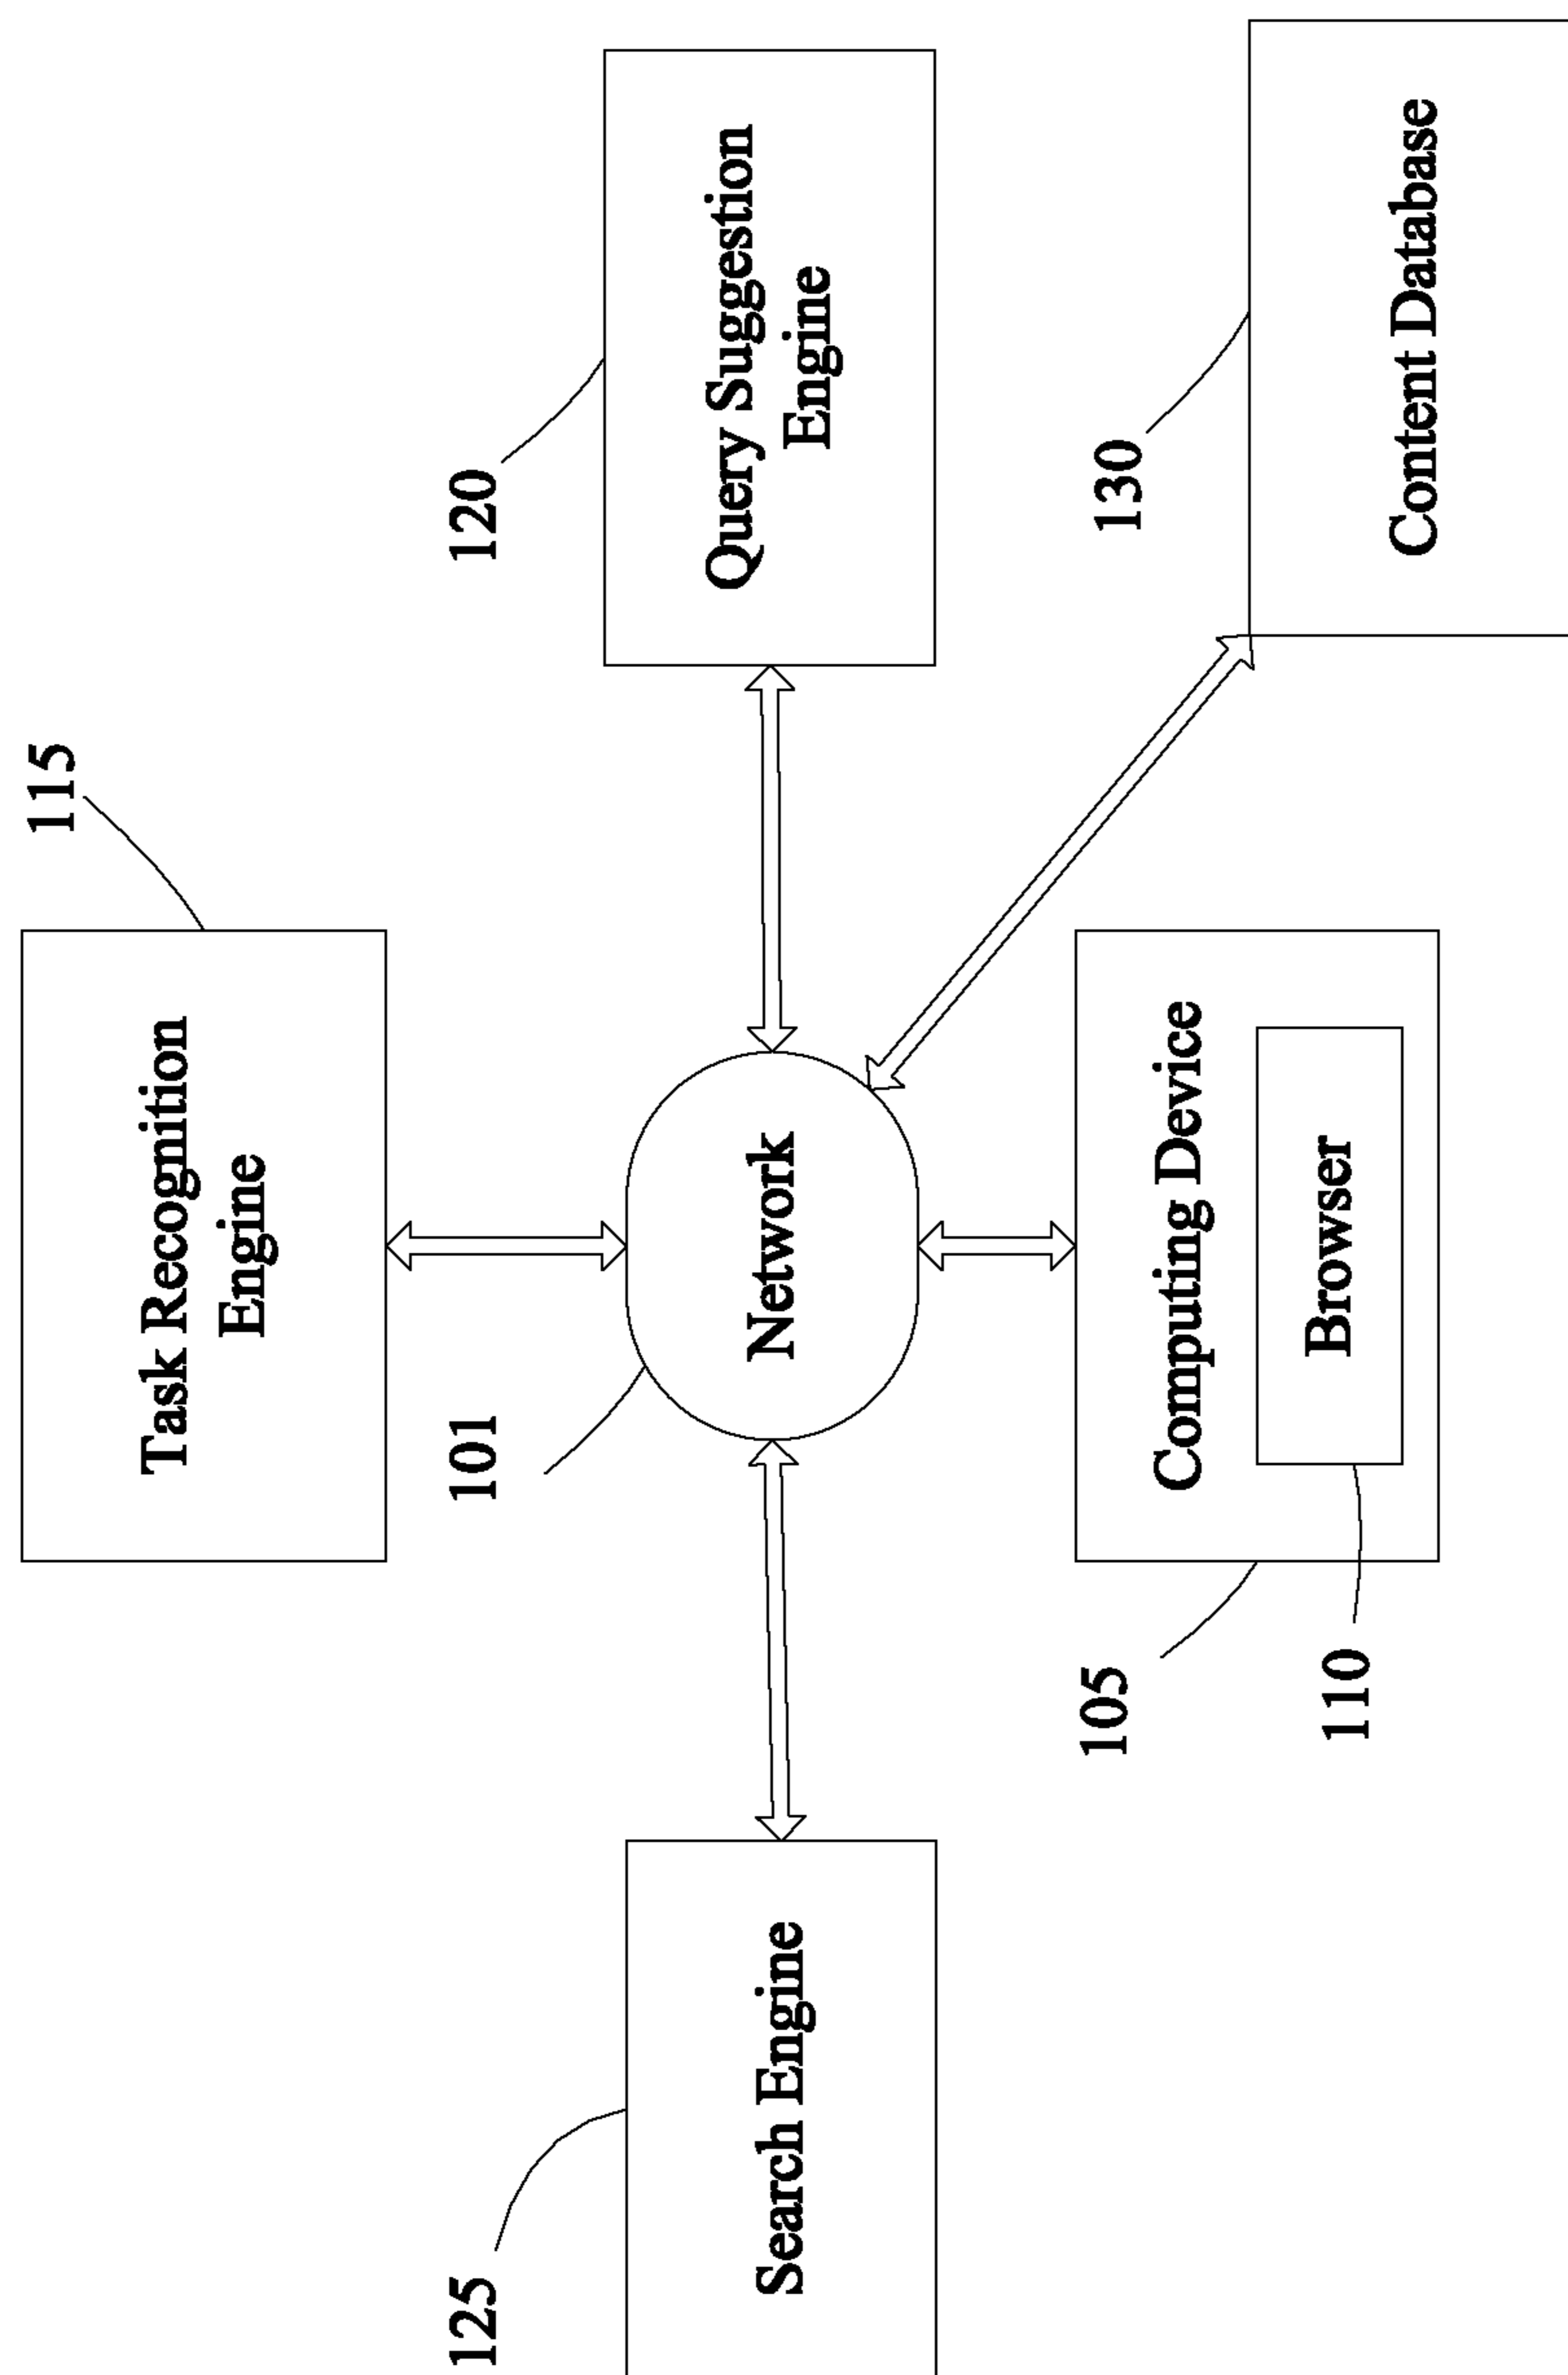 115
Task Recognition
Engine
125
101
120
Search Engine
Network
Query Suggestion
Engine
105
Computing Device
130
110
Browser
Content Database